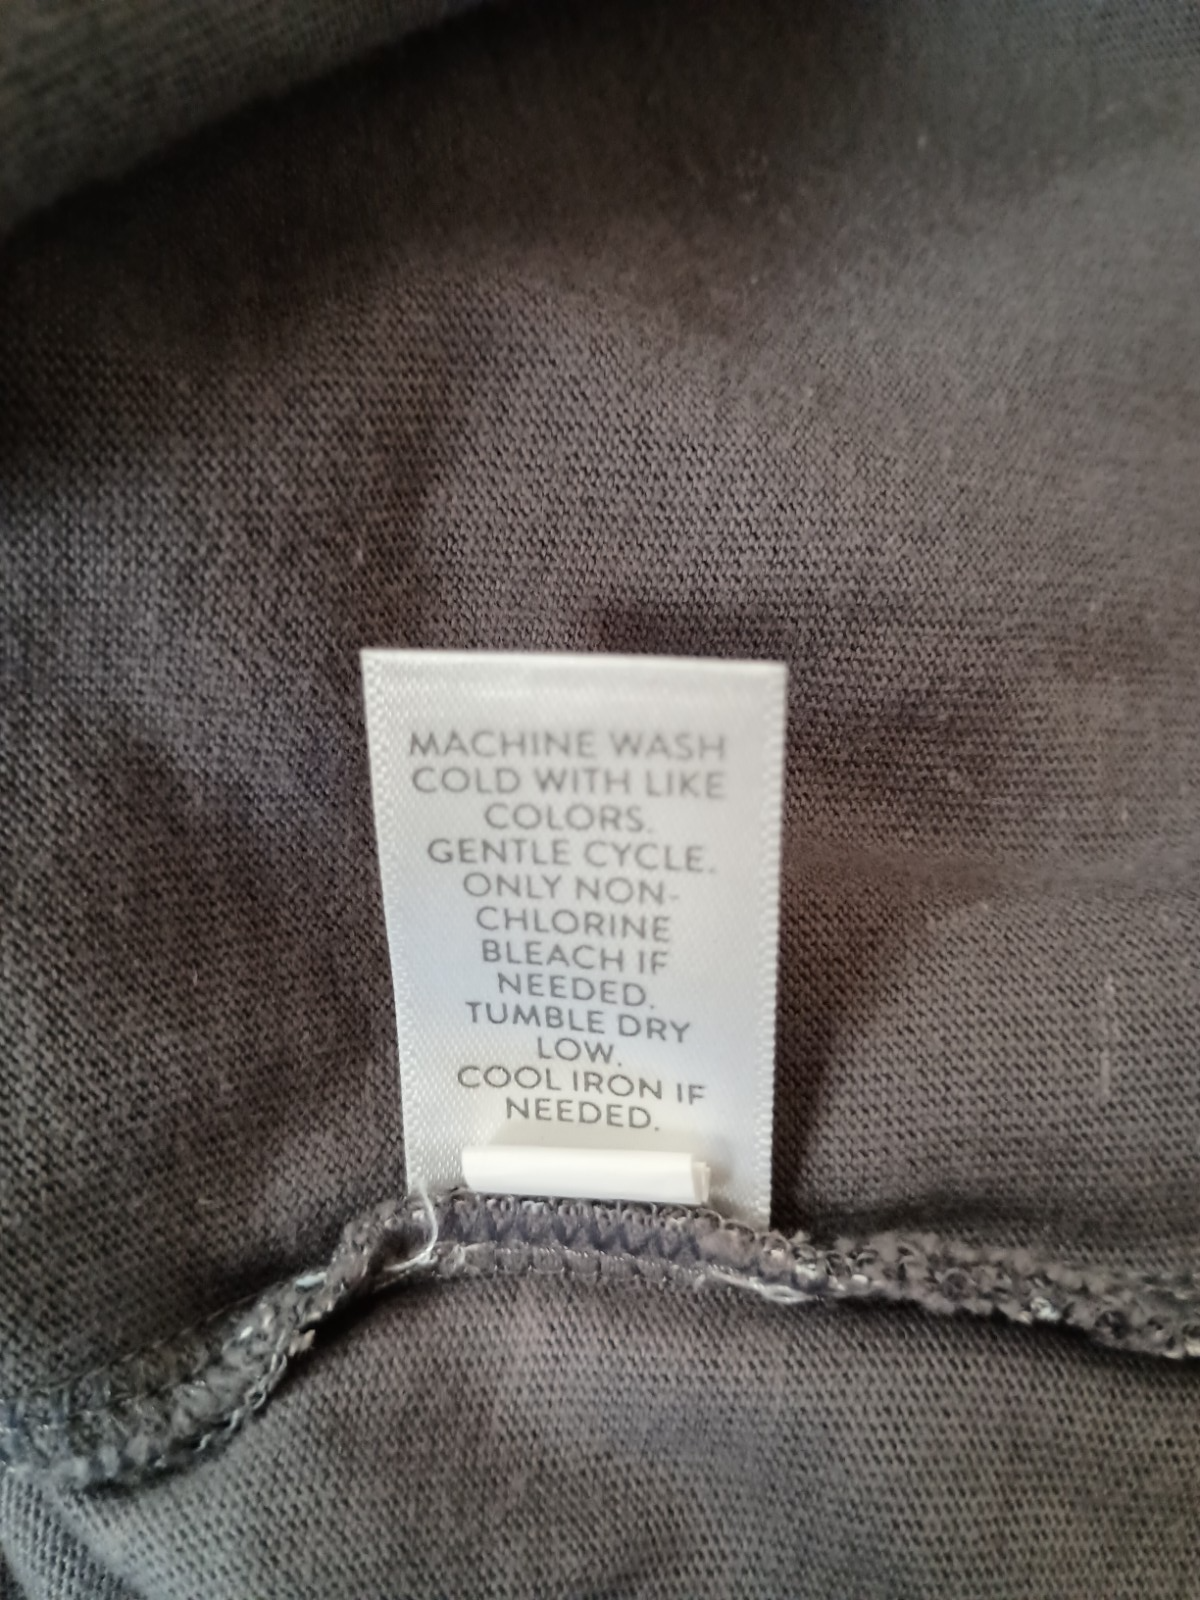 MACHINE WASH
COLD WITH LIKE
COLORS.
GENTLE CYCLE.
ONLY NON-
CHLORINE
BLEACH IF
NEEDED.
TUMBLE DRY
LOW.
COOL IRON IF
NEEDED.